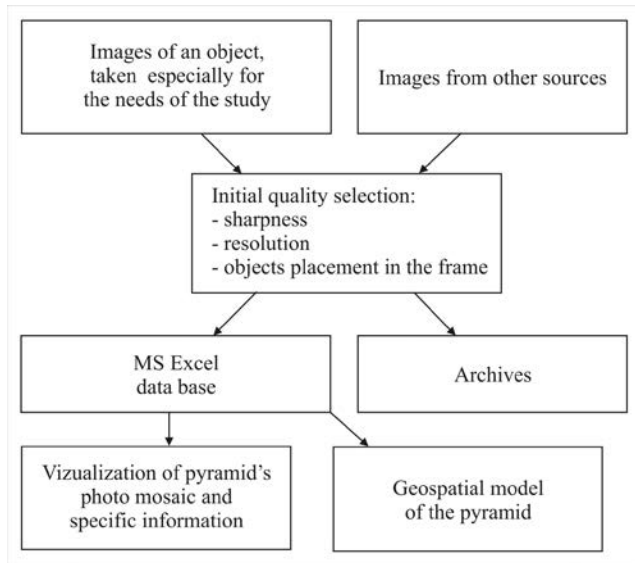 Images of an object,
taken especially for
the needs of the study
Images from other sources
Initial quality selection:
- sharpness
- resolution
- objects placement in the frame
MS Excel
data base
Archives
Vizualization of pyramid's
photo mosaic and
specific information
Geospatial model
of the pyramid